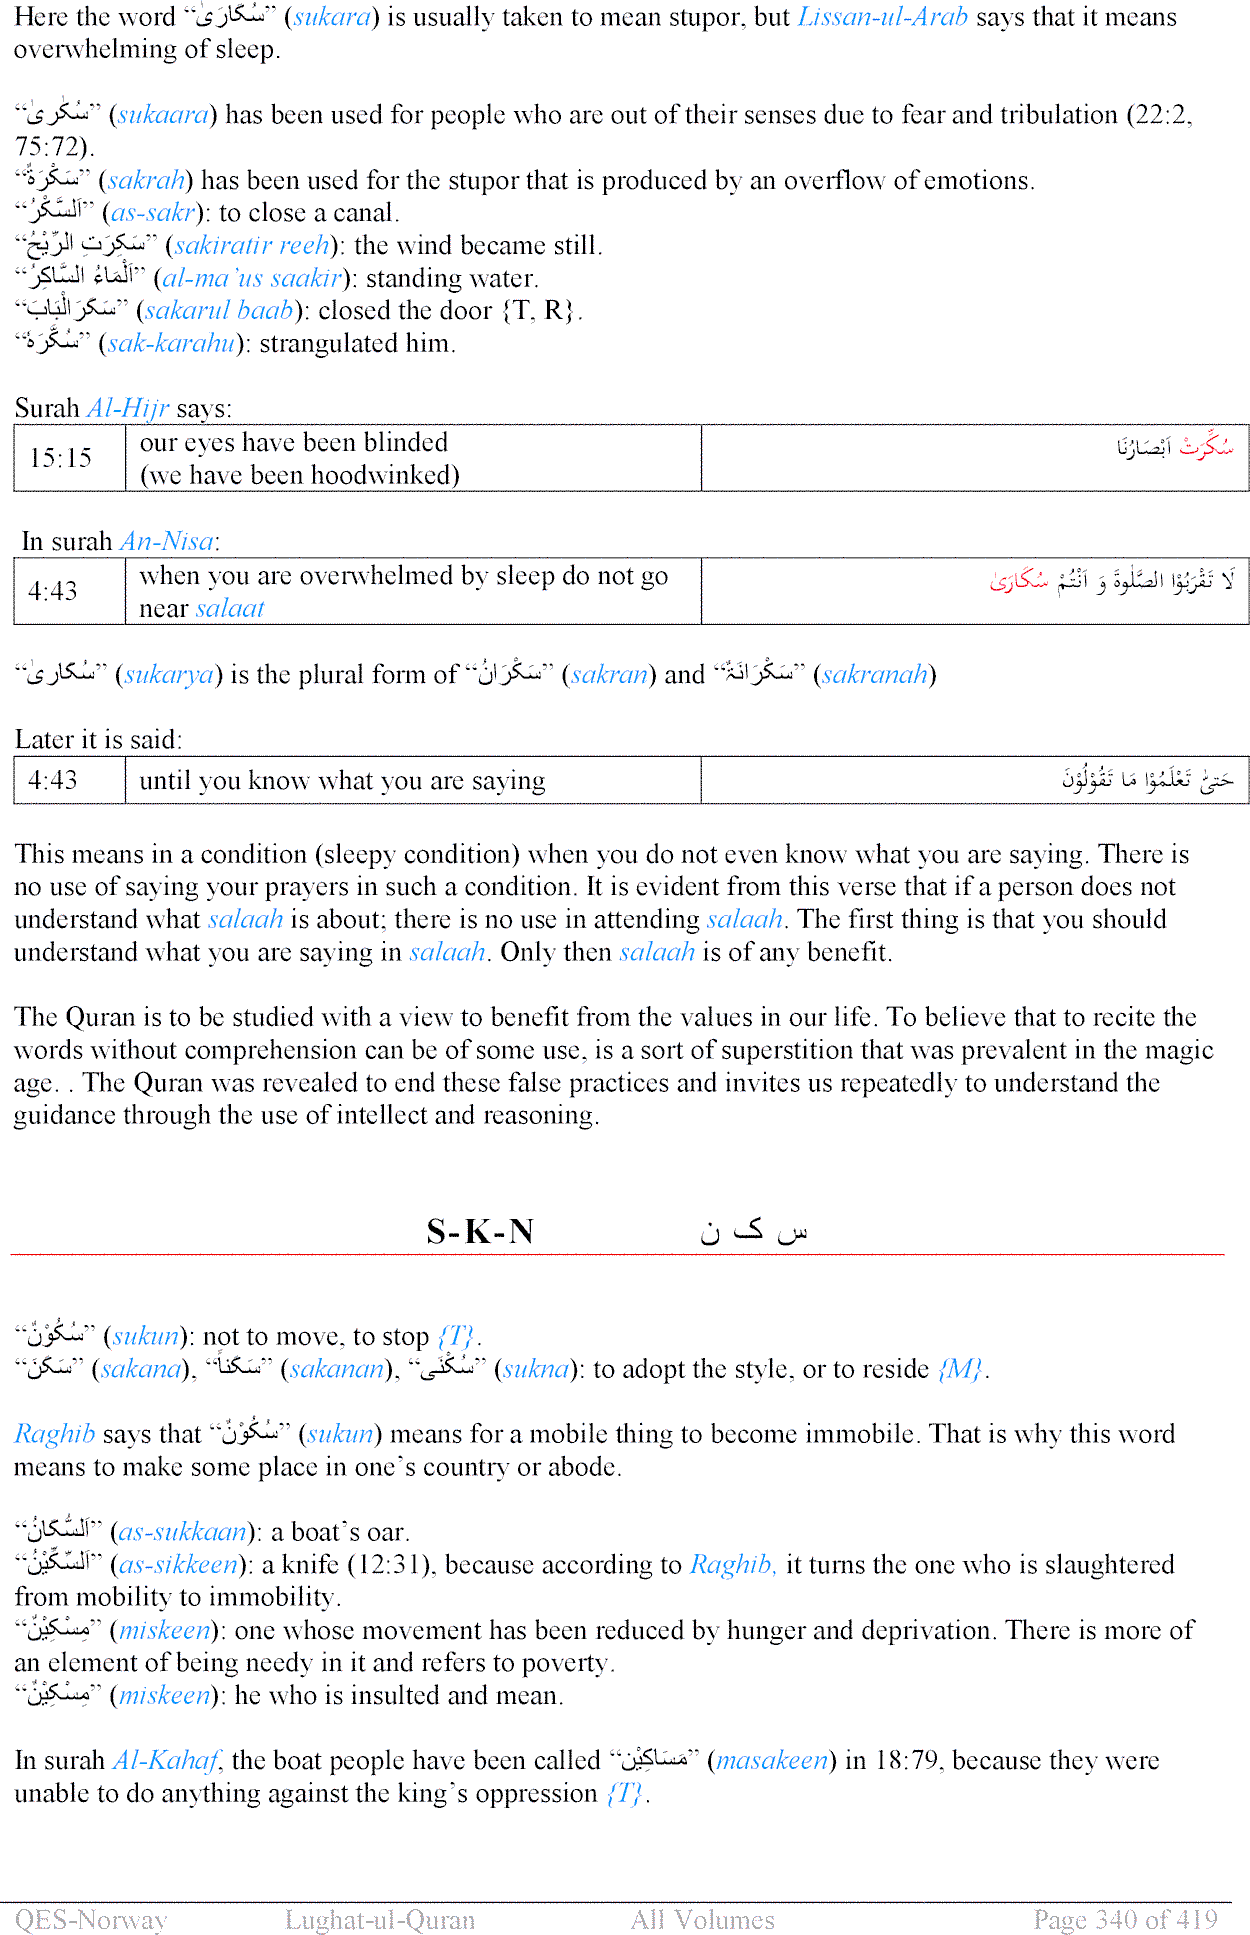 Here the word “سُكَارَىٰ” (sukara) is usually taken to mean stupor, but Lissan-ul-Arab says that it means
overwhelming of sleep.
“سُكٰرىٰ” (sukaara) has been used for people who are out of their senses due to fear and tribulation (22:2,
75:72).
“سَكْرَةٌ” (sakrah) has been used for the stupor that is produced by an overflow of emotions.
“اَلسَّكْرُ” (as-sakr): to close a canal.
“سَكِرَتِ الرِّيْحُ” (sakiratir reeh): the wind became still.
“اَلْمَاءُ السَّاكِرُ” (al-ma’us saakir): standing water.
“سَكَرَ الْبَابَ” (sakarul baab): closed the door {T, R}.
“سُكَّرَهٗ” (sak-karahu): strangulated him.
Surah Al-Hijr says:
15:15 our eyes have been blinded سُكِّرَتْ اَبْصَارُنَا
(we have been hoodwinked)
In surah An-Nisa:
4:43 when you are overwhelmed by sleep do not go لَا تَقْرَبُوْا الصَّلٰوةَ وَ اَنْتُمْ سُكَارَىٰ
near salaat
“سُكارىٰ” (sukarya) is the plural form of “سَكْرَانُ” (sakran) and “سَكْرَانَۃٌ” (sakranah)
Later it is said:
4:43 until you know what you are saying حَتىّٰ تَعْلَمُوْا مَا تَقُوْلُوْنَ
This means in a condition (sleepy condition) when you do not even know what you are saying. There is
no use of saying your prayers in such a condition. It is evident from this verse that if a person does not
understand what salaah is about; there is no use in attending salaah. The first thing is that you should
understand what you are saying in salaah. Only then salaah is of any benefit.
The Quran is to be studied with a view to benefit from the values in our life. To believe that to recite the
words without comprehension can be of some use, is a sort of superstition that was prevalent in the magic
age. . The Quran was revealed to end these false practices and invites us repeatedly to understand the
guidance through the use of intellect and reasoning.
S-K-N س ک ن
“سُكُوْنٌ” (sukun): not to move, to stop {T}.
“سَكَنَ” (sakana), “سَكَناً” (sakanan), “سُكْنَى” (sukna): to adopt the style, or to reside {M}.
Raghib says that “سُكُوْنٌ” (sukun) means for a mobile thing to become immobile. That is why this word
means to make some place in one’s country or abode.
“اَلسُّكَانُ” (as-sukkaan): a boat’s oar.
“اَلسِّكِّيْنُ” (as-sikkeen): a knife (12:31), because according to Raghib, it turns the one who is slaughtered
from mobility to immobility.
“مِسْكِيْنٌ” (miskeen): one whose movement has been reduced by hunger and deprivation. There is more of
an element of being needy in it and refers to poverty.
“مِسْكِيْنٌ” (miskeen): he who is insulted and mean.
In surah Al-Kahaf, the boat people have been called “مَسَاكِيْن” (masakeen) in 18:79, because they were
unable to do anything against the king’s oppression {T}.
QES-Norway Lughat-ul-Quran All Volumes Page 340 of 419